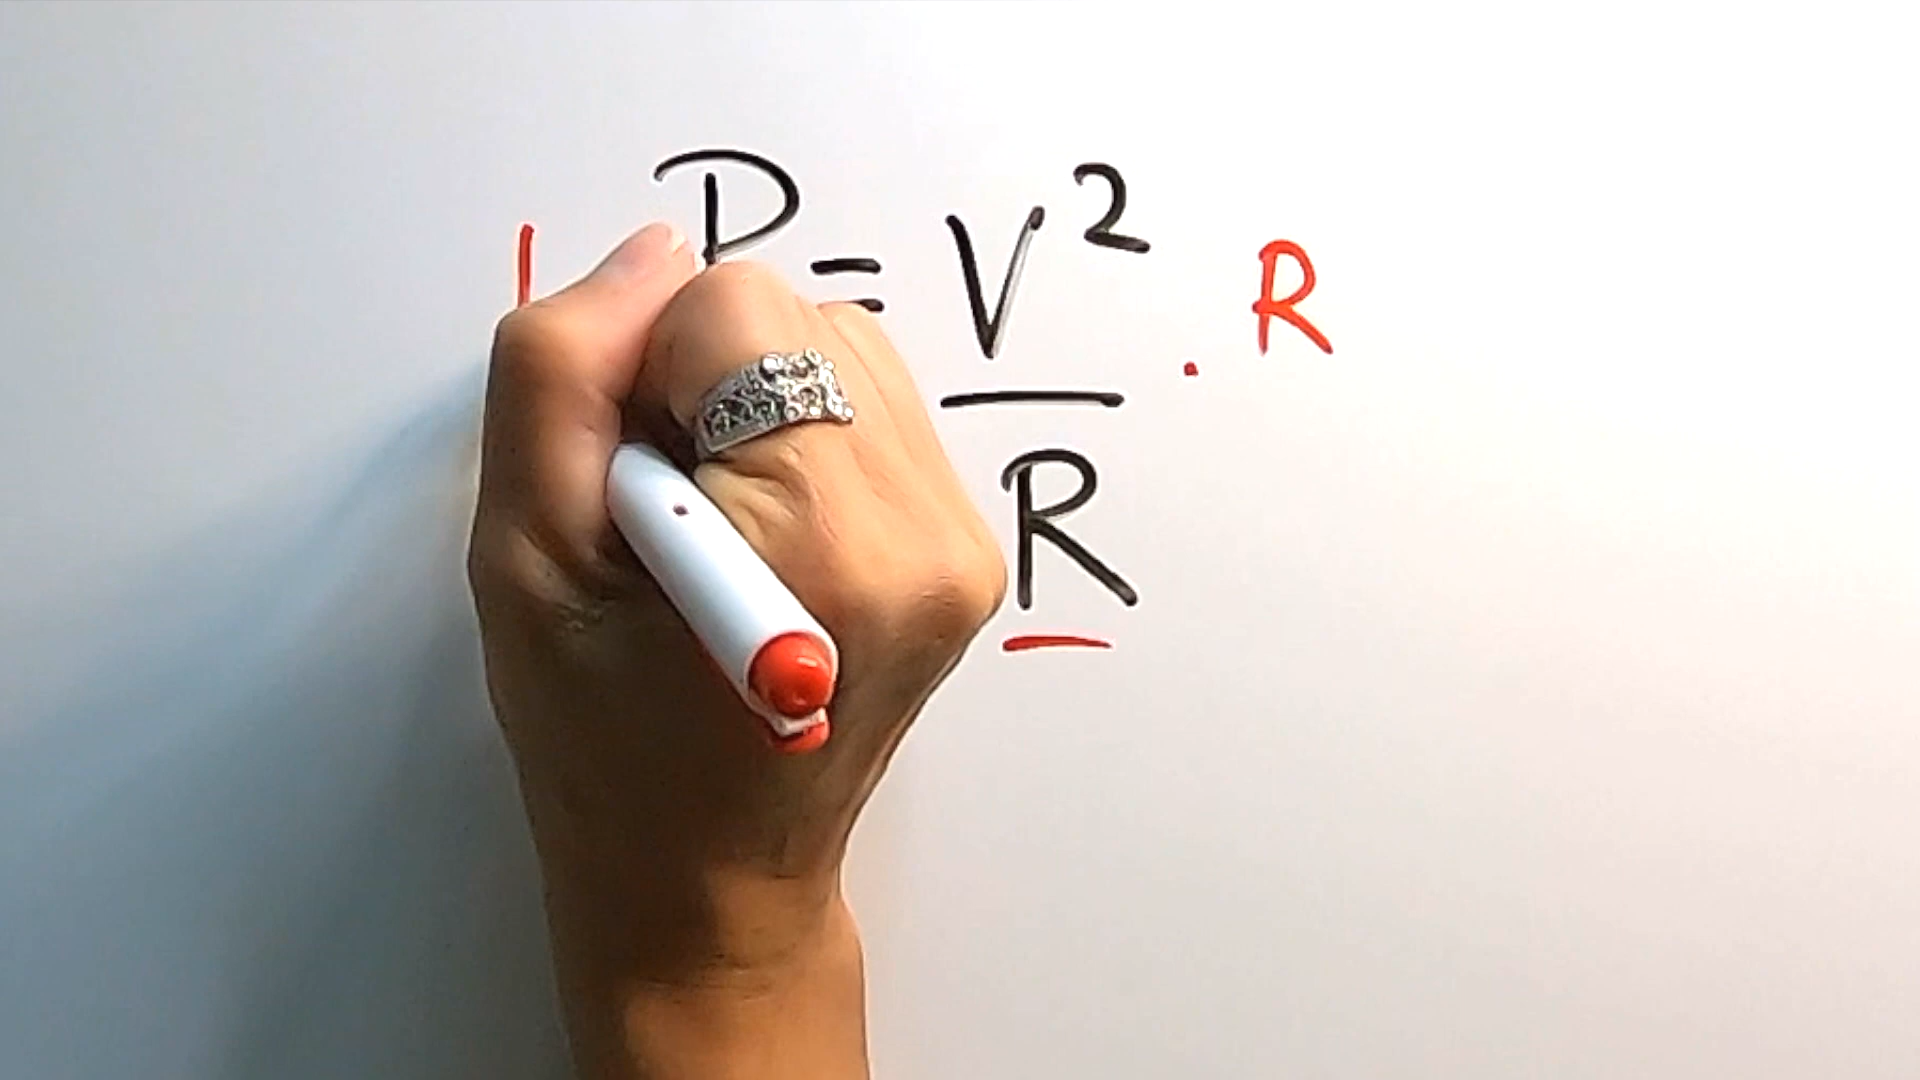 P = V² . R
R